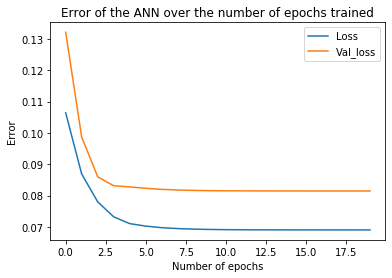 Error of the ANN over the number of epochs trained
Loss
Val_loss
0.13
0.12
0.11
0.10
0.09
0.08
0.07
Error
0.0 2.5 5.0 7.5 10.0 12.5 15.0 17.5
Number of epochs